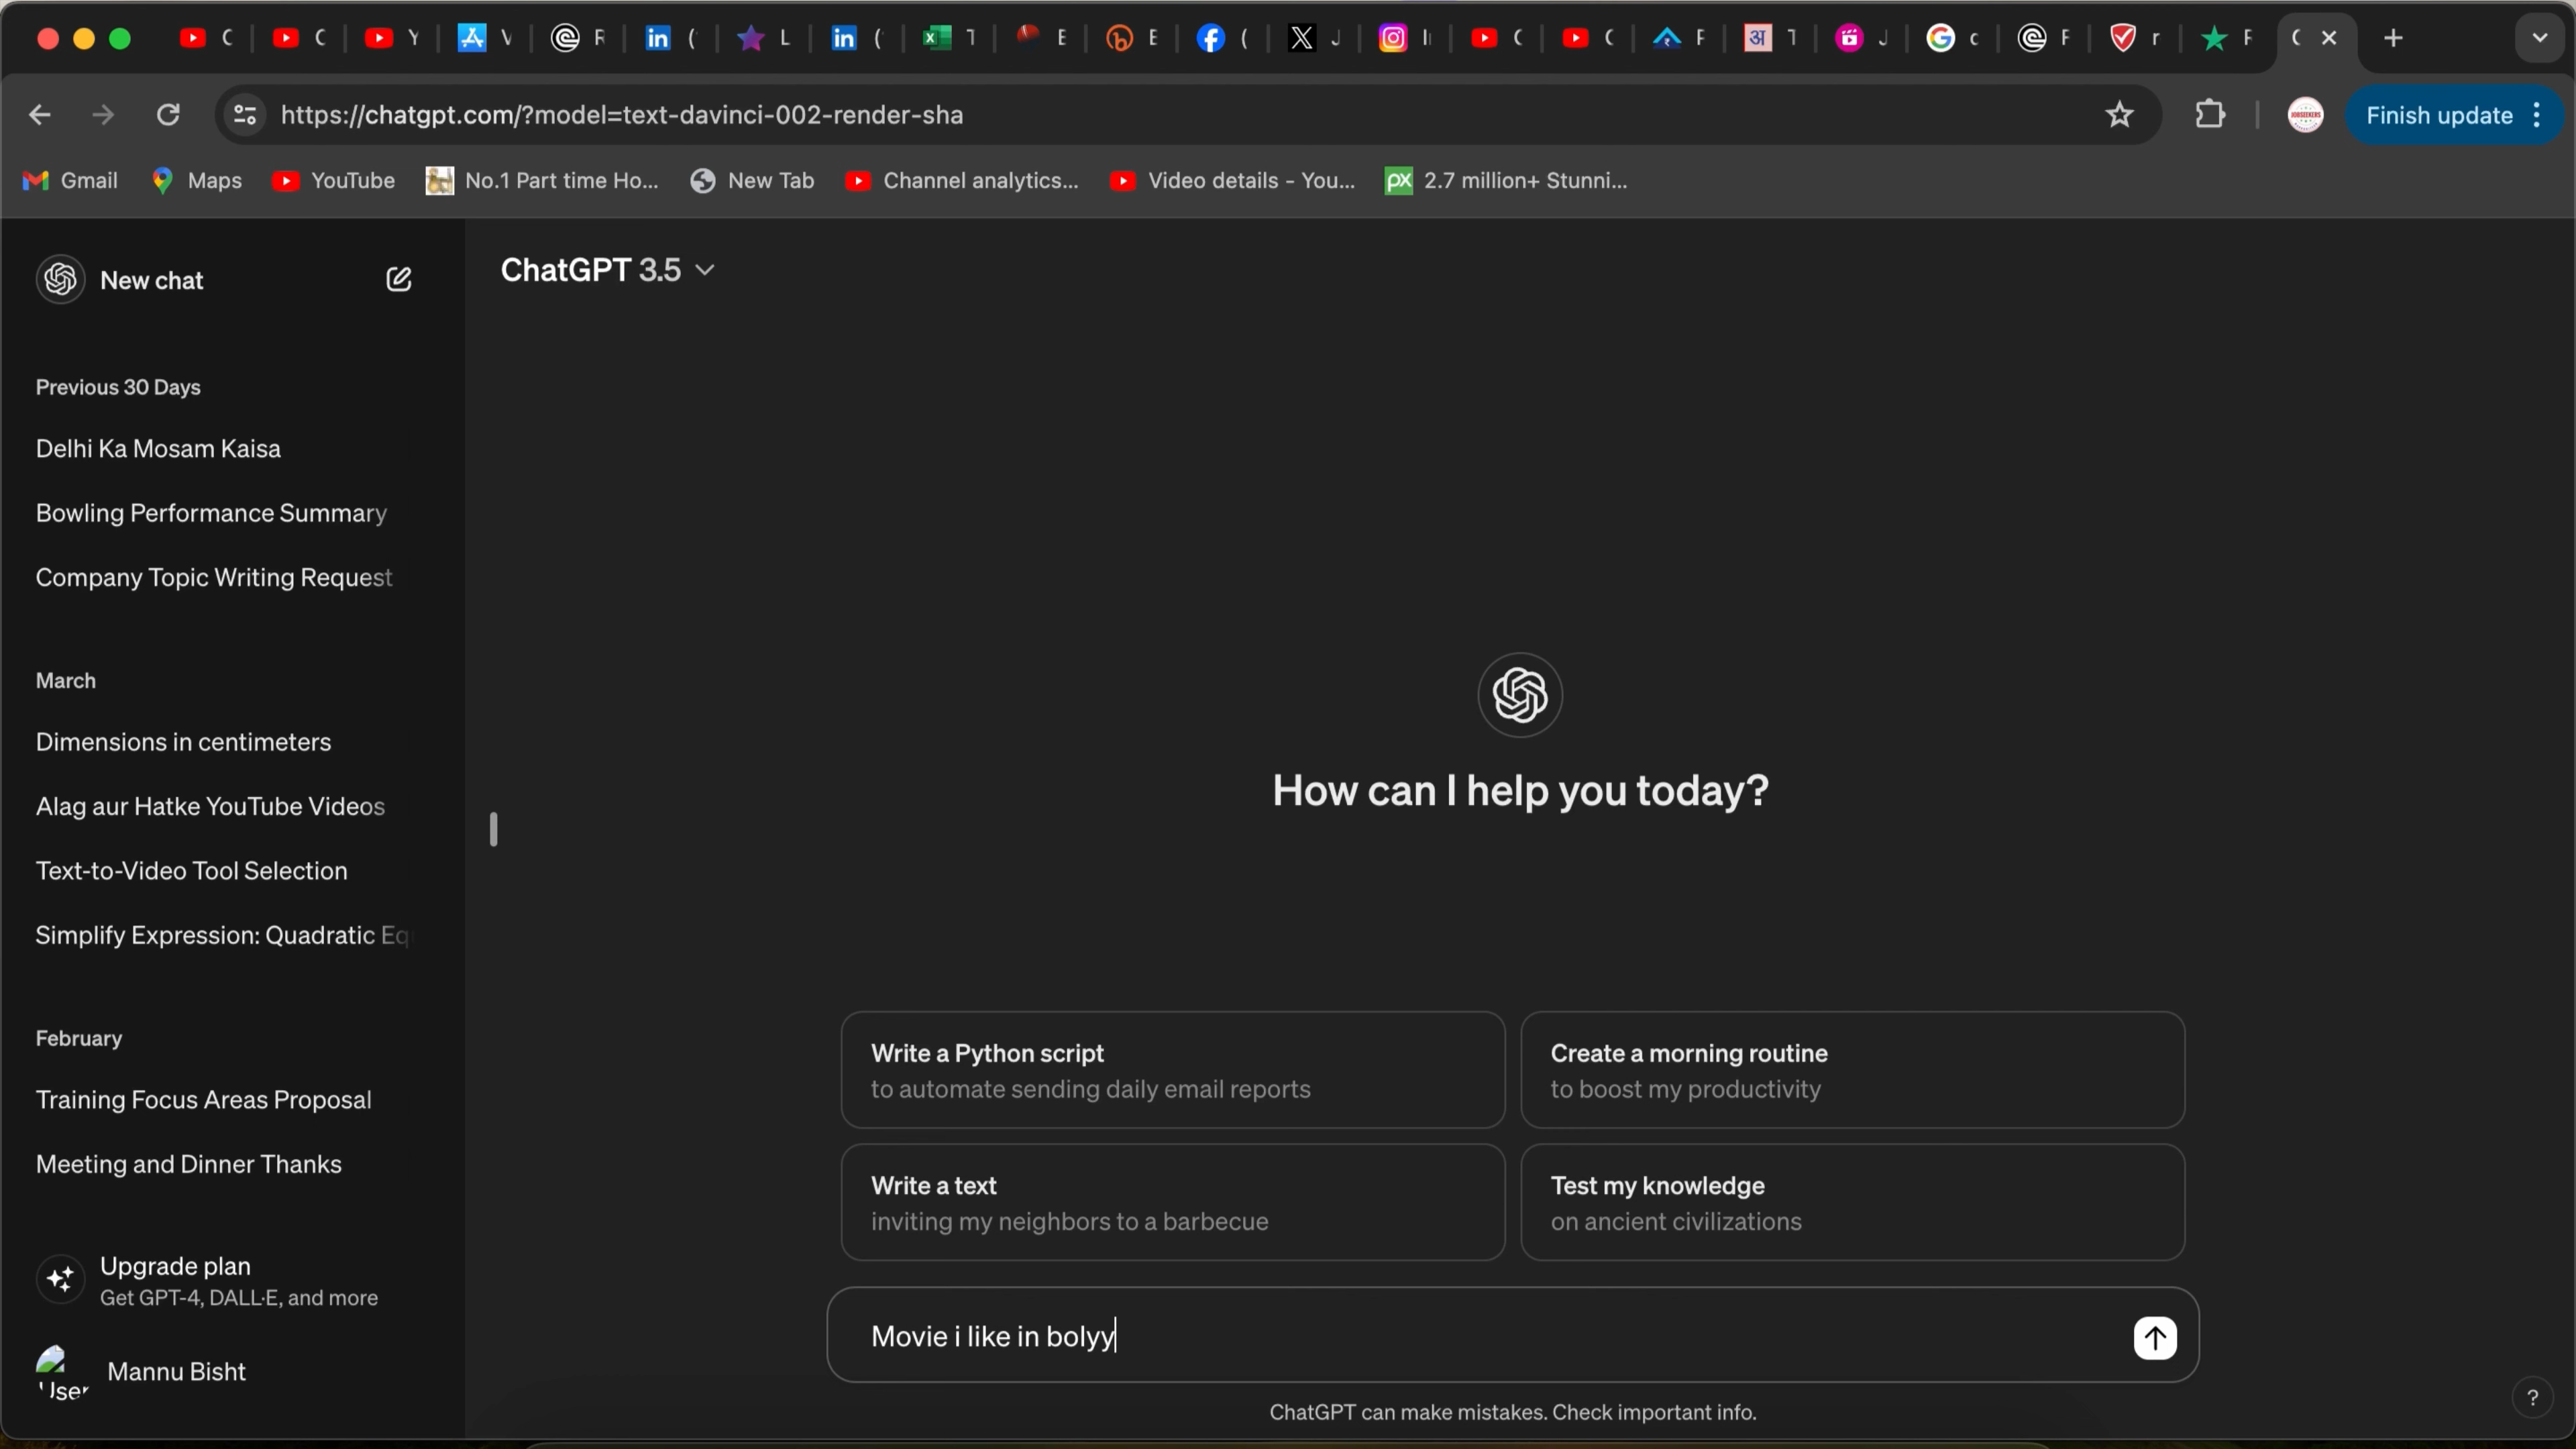 https://chatgpt.com/?model=text-davinci-002-render-sha
Finish update
Gmail
Maps
YouTube
No.1 Part time Ho...
New Tab
Channel analytics...
Video details - You...
px
2.7 million+ Stunni...
New chat
ChatGPT 3.5
Previous 30 Days
Delhi Ka Mosam Kaisa
Bowling Performance Summary
Company Topic Writing Request
March
Dimensions in centimeters
Alag aur Hatke YouTube Videos
Text-to-Video Tool Selection
Simplify Expression: Quadratic Eq
February
Training Focus Areas Proposal
Meeting and Dinner Thanks
Upgrade plan
Get GPT-4, DALL·E, and more
Mannu Bisht
How can I help you today?
Write a Python script
to automate sending daily email reports
Create a morning routine
to boost my productivity
Write a text
inviting my neighbors to a barbecue
Test my knowledge
on ancient civilizations
Movie i like in bolyy
ChatGPT can make mistakes. Check important info.
?